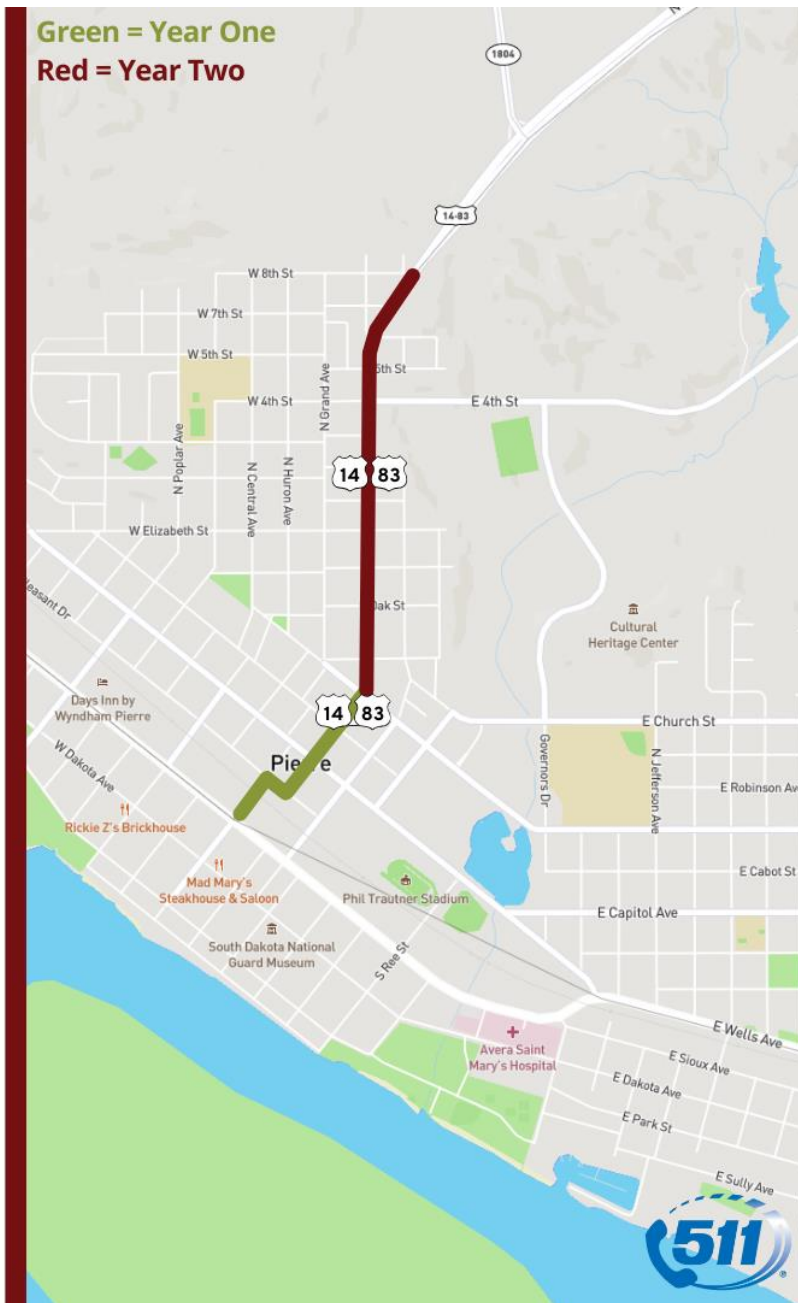 Green = Year One
Red = Year Two
1804
14-83
W 8th St
W 7th St
W 5th St
5th St
W 4th St
E 4th St
N Grand Ave
N Poplar Ave
N Central Ave
N Huron Ave
14 83
W Elizabeth St
Oak St
easant Dr
Cultural
Heritage Center
Days Inn by
Wyndham Pierre
14 83
E Church St
Pierre
Governors Dr
N Jefferson Ave
W Dakota Ave
E Robinson Av
Rickie Z's Brickhouse
Mad Mary's
Steakhouse & Saloon
Phil Trautner Stadium
E Cabot St
E Capitol Ave
South Dakota National
Guard Museum
S Ree St
Avera Saint
Mary's Hospital
E Wells Ave
E Sioux Ave
E Dakota Ave
E Park St
E Sully Ave
511